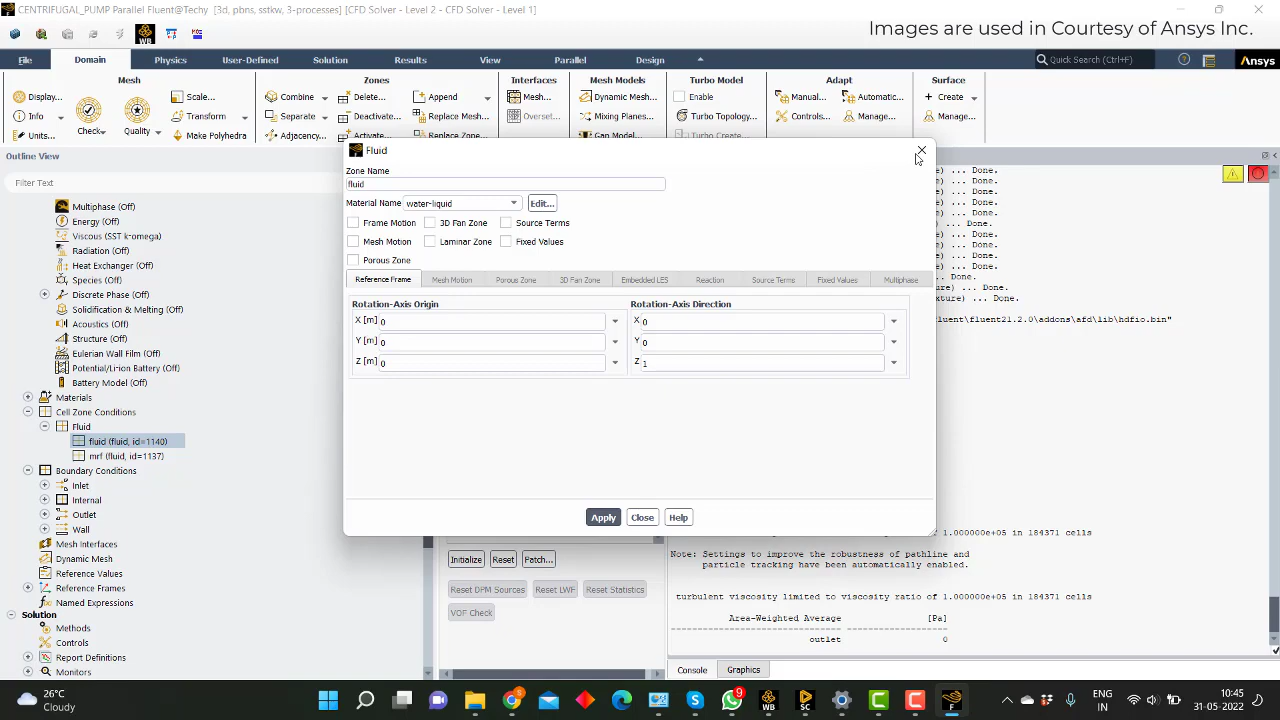 CENTRIFUGAL_PUMP Parallel Fluent@Techy [3d, pbns, sstkw, 3-processes] [CFD Solver - Level 2 - CFD Solver - Level 1]
Images are used in Courtesy of Ansys Inc.
File Domain Physics User-Defined Solution Results View Parallel Design Quick Search (Ctrl+F) Ansys
Mesh Zones Interfaces Mesh Models Turbo Model Adapt Surface
Display... Scale... Combine Delete... Append Mesh... Dynamic Mesh... Enable Manual... Automatic... Create
Info Check Quality Transform Separate Deactivate... Replace Mesh... Overset... Mixing Planes... Turbo Topology... Controls... Manage... Manage...
Units... Make Polyhedra Adjacency... Activate... Replace Zone... Gap Model... Turbo Create...
Outline View
Filter Text
Multiphase (Off)
Energy (Off)
Viscous (SST k-omega)
Radiation (Off)
Heat Exchanger (Off)
Species (Off)
Discrete Phase (Off)
Solidification & Melting (Off)
Acoustics (Off)
Structure (Off)
Eulerian Wall Film (Off)
Potential/Li-ion Battery (Off)
Battery Model (Off)
Materials
Cell Zone Conditions
Fluid
fluid (fluid, id=1140)
mrf (fluid, id=1137)
Boundary Conditions
Inlet
Internal
Outlet
Wall
Mesh Interfaces
Dynamic Mesh
Reference Values
Reference Frames
Named Expressions
Solution
Methods
Controls
Report Definitions
Monitors
Fluid
Zone Name
fluid
Material Name water-liquid Edit...
Frame Motion 3D Fan Zone Source Terms
Mesh Motion Laminar Zone Fixed Values
Porous Zone
Reference Frame Mesh Motion Porous Zone 3D Fan Zone Embedded LES Reaction Source Terms Fixed Values Multiphase
Rotation-Axis Origin Rotation-Axis Direction
X [m] 0 X 0
Y [m] 0 Y 0
Z [m] 0 Z 1
Apply Close Help
Initialize Reset Patch...
Reset DPM Sources Reset LWF Reset Statistics
VOF Check
) ... Done.
) ... Done.
) ... Done.
) ... Done.
) ... Done.
) ... Done.
) ... Done.
) ... Done.
) ... Done.
) ... Done.
) ... Done.
luent\fluent21.2.0\addons\afd\lib\hdfio.bin"
1.000000e+05 in 184371 cells
Note: Settings to improve the robustness of pathline and
particle tracking have been automatically enabled.
turbulent viscosity limited to viscosity ratio of 1.000000e+05 in 184371 cells
Area-Weighted Average [Pa]
-------------------------------- --------------------
outlet 0
Console Graphics
26°C
Cloudy
WB SC 9 F
ENG
IN
10:45
31-05-2022